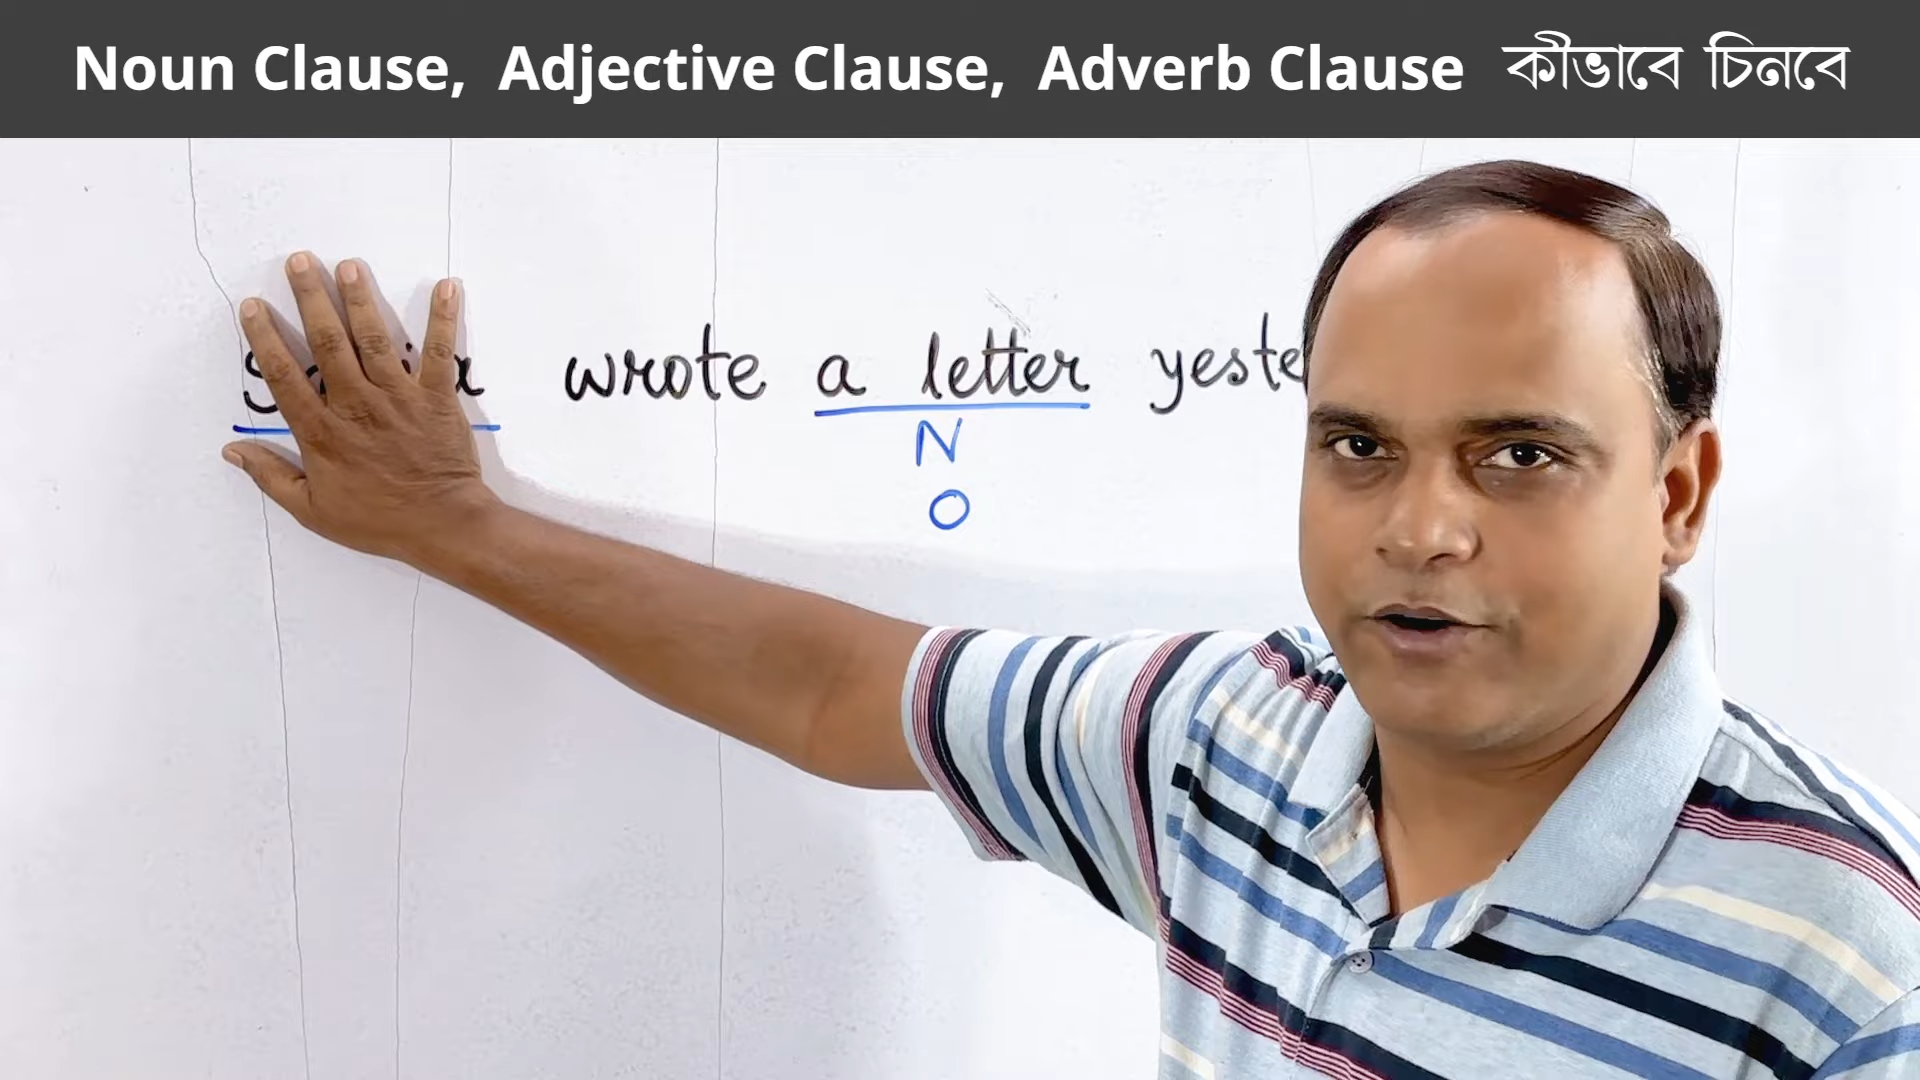 Noun Clause, Adjective Clause, Adverb Clause কীভাবে চিনবে
wrote a letter
N
O